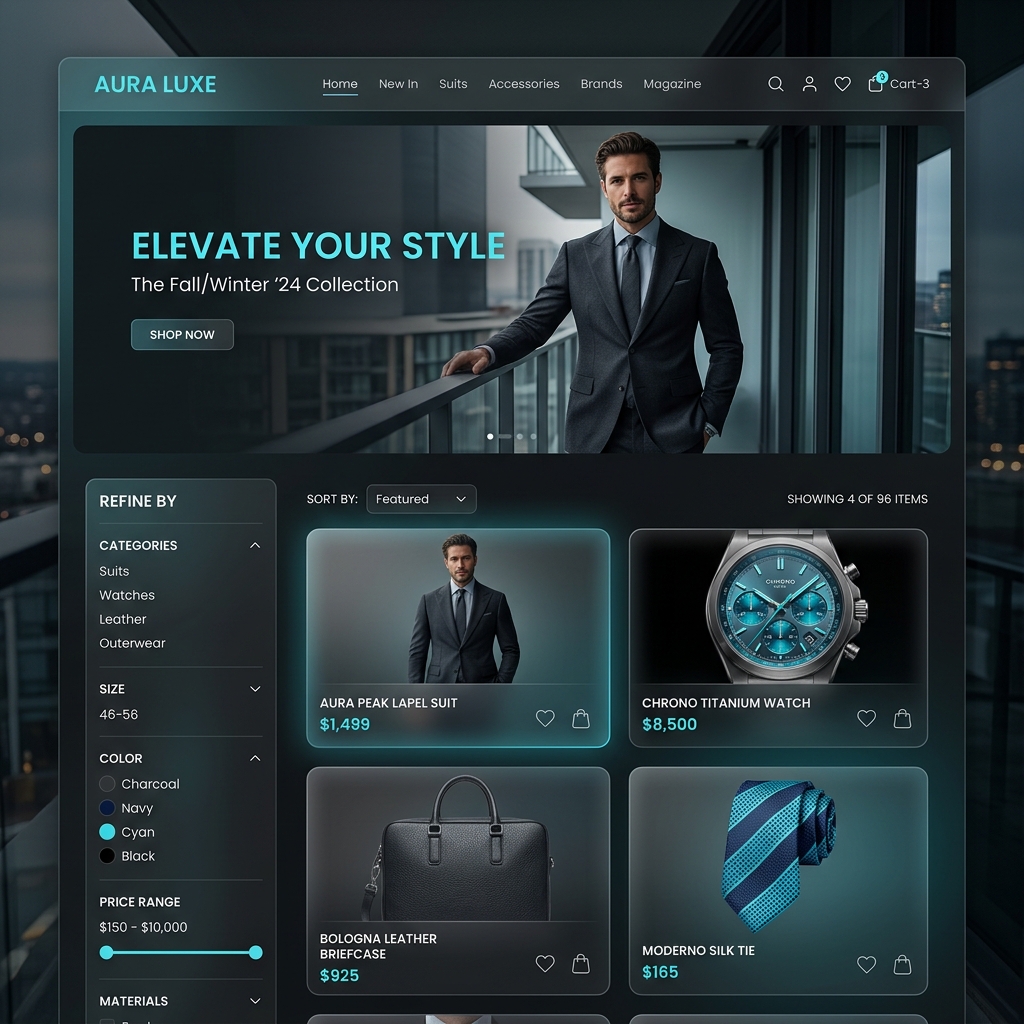 AURA LUXE
Home New In Suits Accessories Brands Magazine Cart-3
ELEVATE YOUR STYLE
The Fall/Winter ‘24 Collection
SHOP NOW
REFINE BY
CATEGORIES
Suits
Watches
Leather
Outerwear
SIZE
46-56
COLOR
Charcoal
Navy
Cyan
Black
PRICE RANGE
$150 - $10,000
MATERIALS
SORT BY: Featured
SHOWING 4 OF 96 ITEMS
AURA PEAK LAPEL SUIT
$1,499
CHRONO
CHRONO TITANIUM WATCH
$8,500
BOLOGNA LEATHER
BRIEFCASE
$925
MODERNO SILK TIE
$165